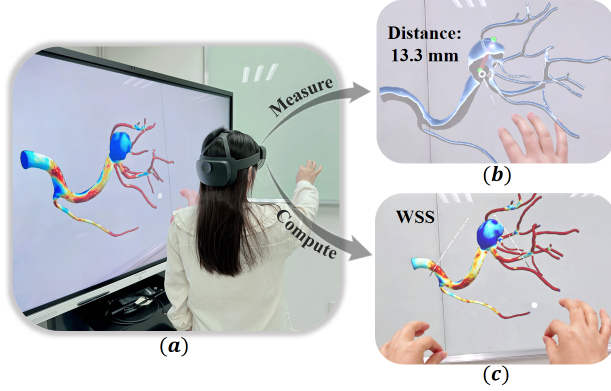 Measure
Compute
Distance:
13.3 mm
WSS
(a)
(b)
(c)